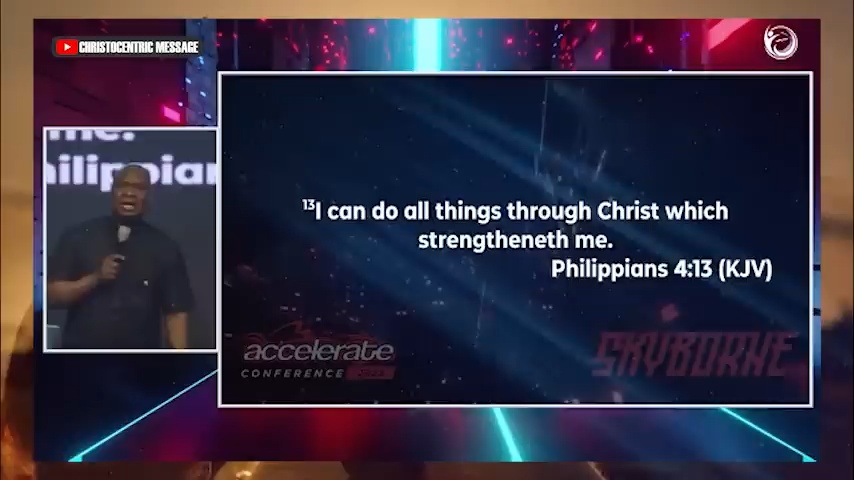 CHRISTOCENTRIC MESSAGE
me.
hilippian
¹³I can do all things through Christ which
strengtheneth me.
Philippians 4:13 (KJV)
accelerate
CONFERENCE
SKYBORNE